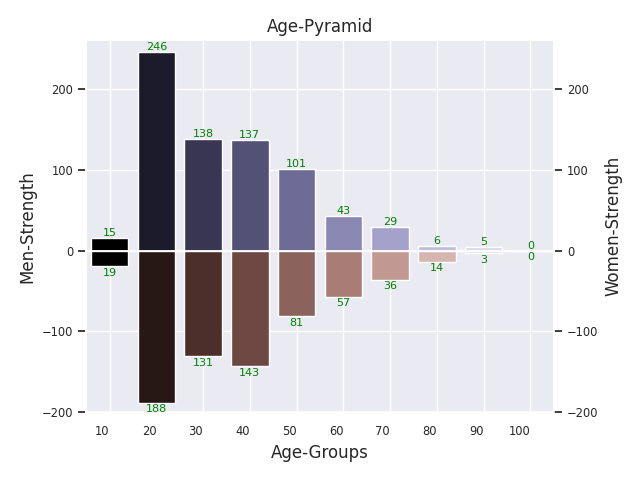 Age-Pyramid
Men-Strength
Women-Strength
200 200
100 100
0 0
−100 −100
−200 −200
15 246 138 137 101 43 29 6 5 0
19 188 131 143 81 57 36 14 3 0
10 20 30 40 50 60 70 80 90 100
Age-Groups